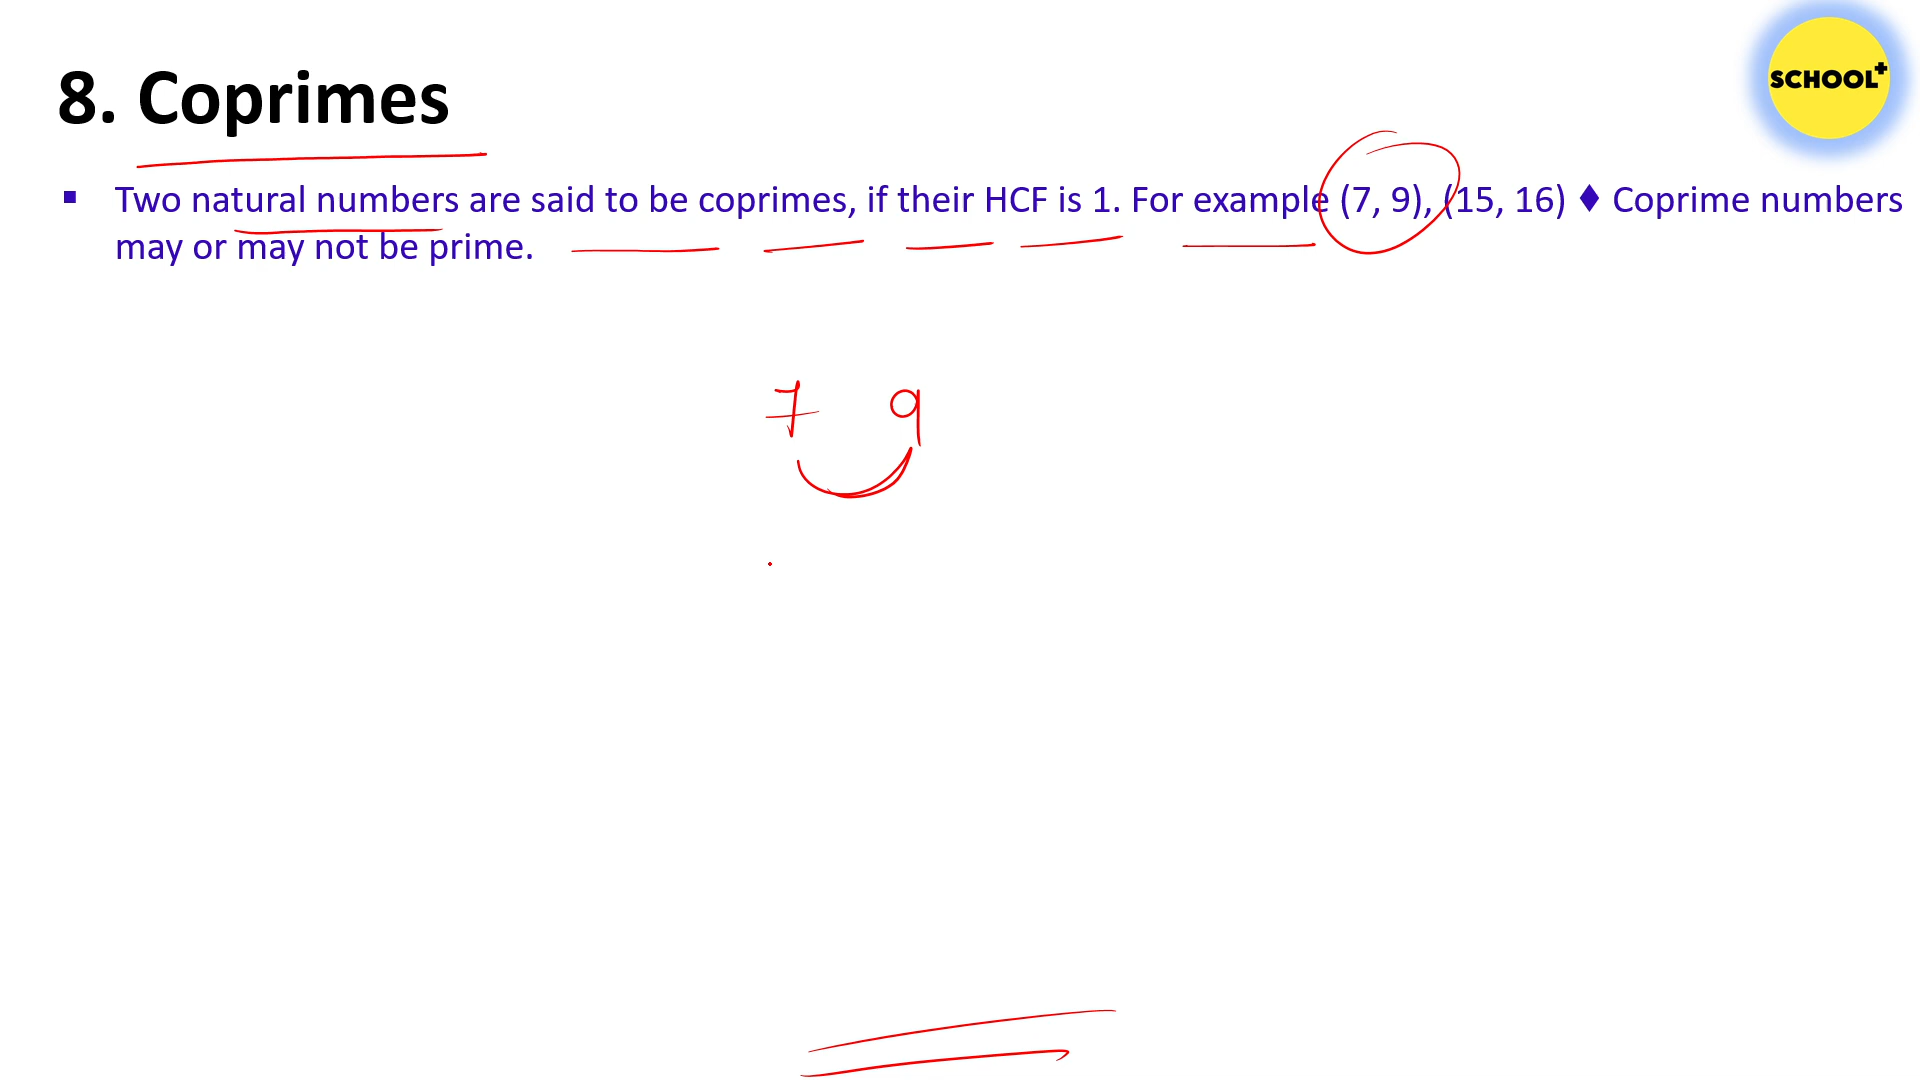 SCHOOL+
8. Coprimes
▪ Two natural numbers are said to be coprimes, if their HCF is 1. For example (7, 9), (15, 16) ♦ Coprime numbers
may or may not be prime.
7 9